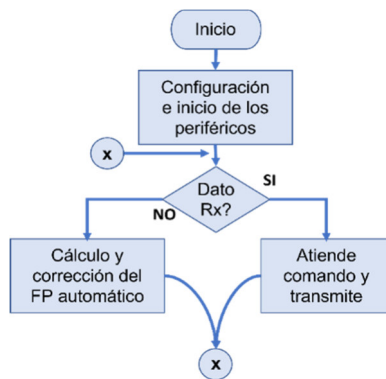 Inicio
Configuración
e inicio de los
periféricos
x
Dato
Rx?
SI
NO
Cálculo y
corrección del
FP automático
Atiende
comando y
transmite
x